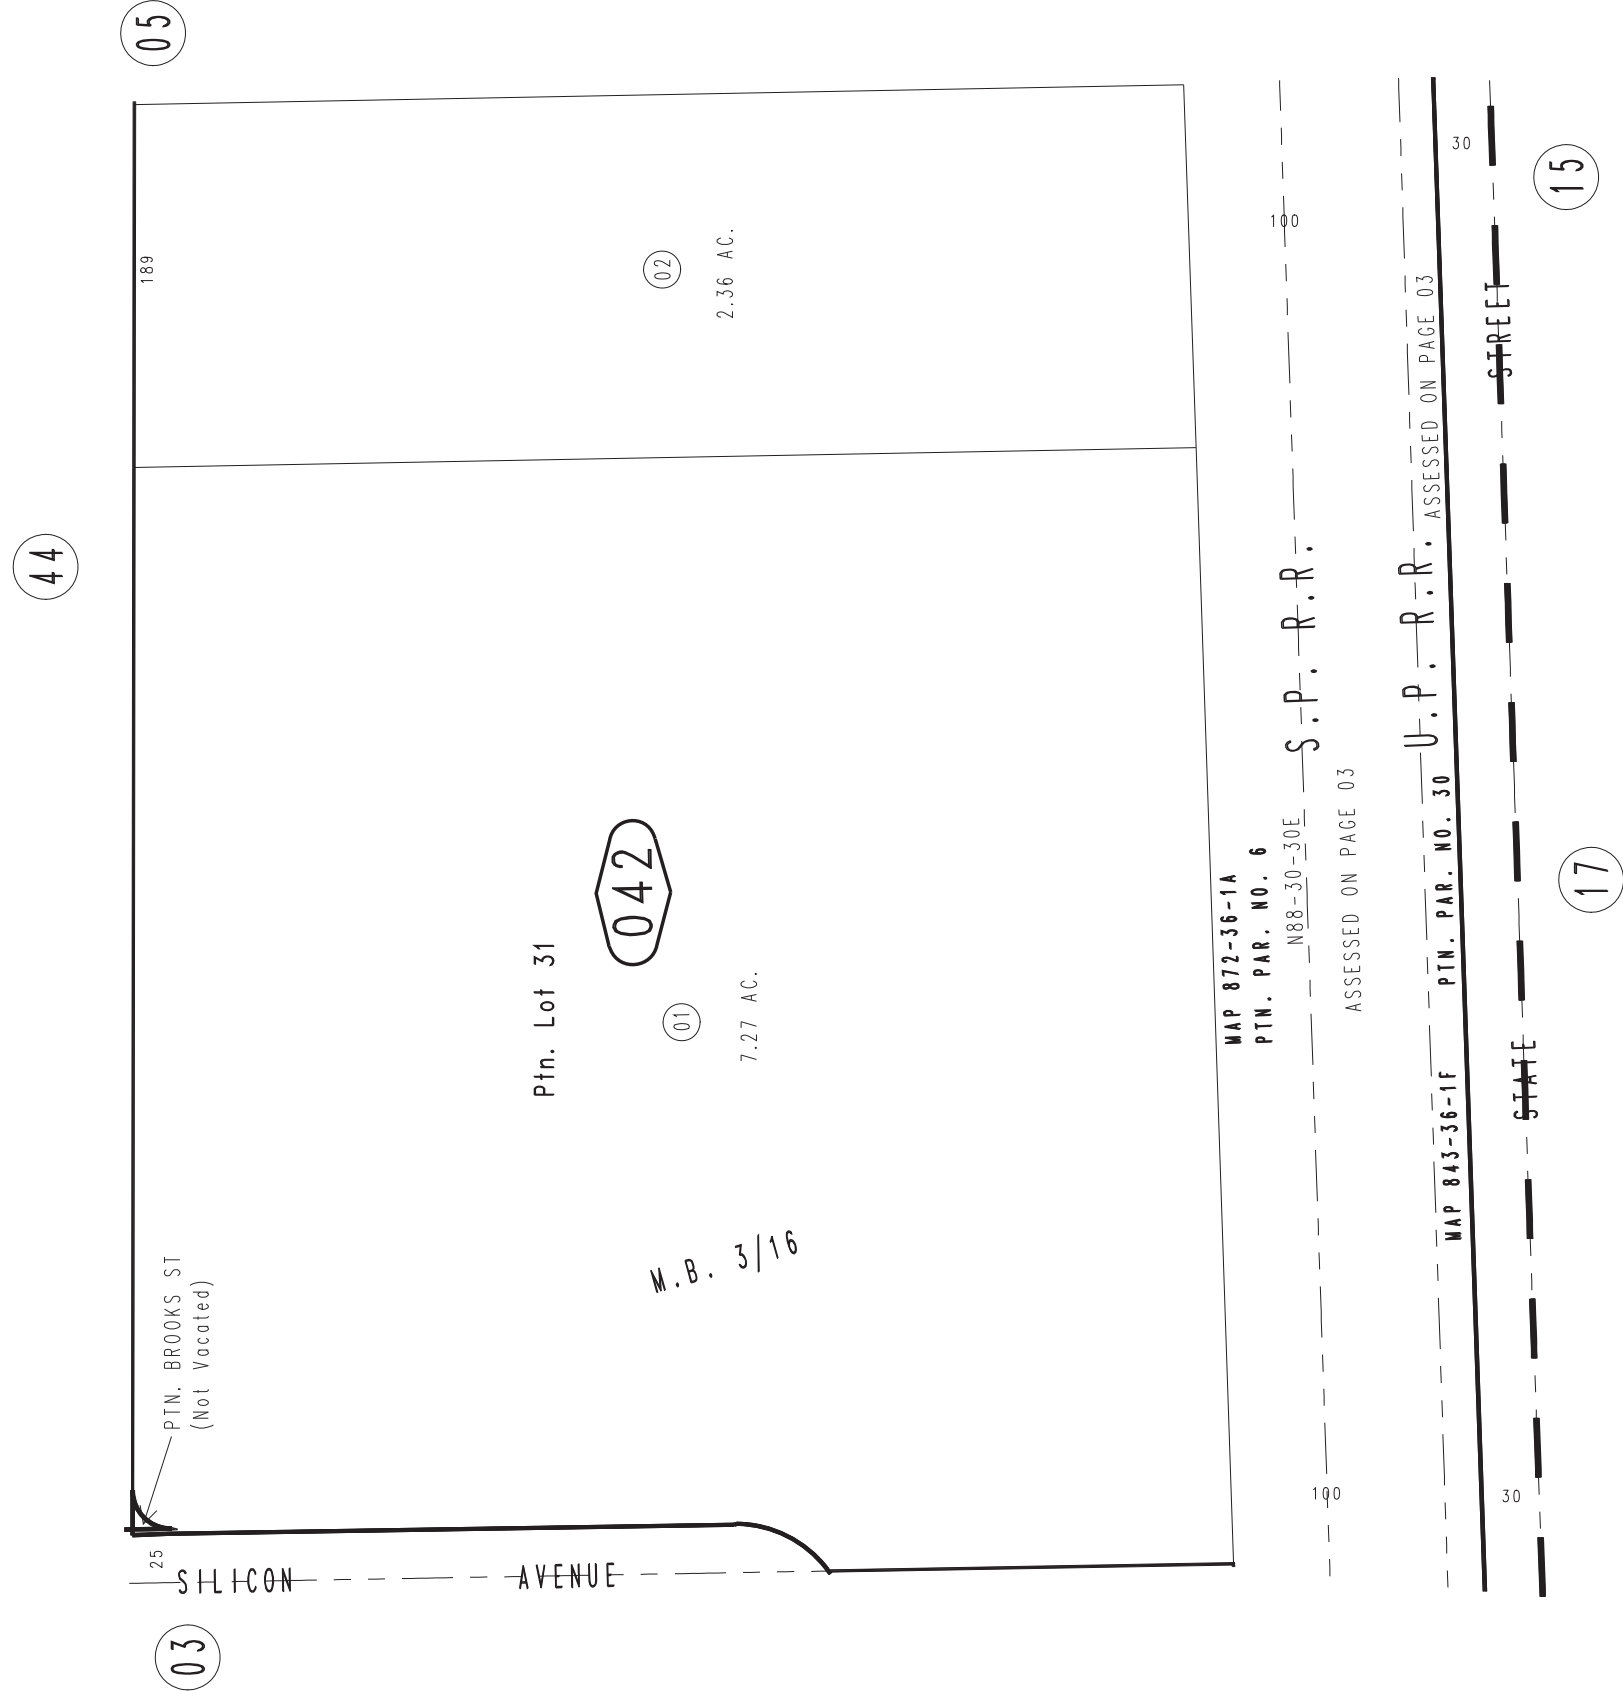 44
05
03
15
17
189
02
2.36 AC.
PTN. BROOKS ST
(Not Vacated)
25
SILICON AVENUE
Ptn. Lot 31
042
01
7.27 AC.
M.B. 3/16
MAP 872-36-1A
PTN. PAR. NO. 6
N88-30-30E
S.P. R.R.
100
100
ASSESSED ON PAGE 03
U.P. R.R.
ASSESSED ON PAGE 03
MAP 843-36-1F PTN. PAR. NO. 30
30
30
STATE STREET